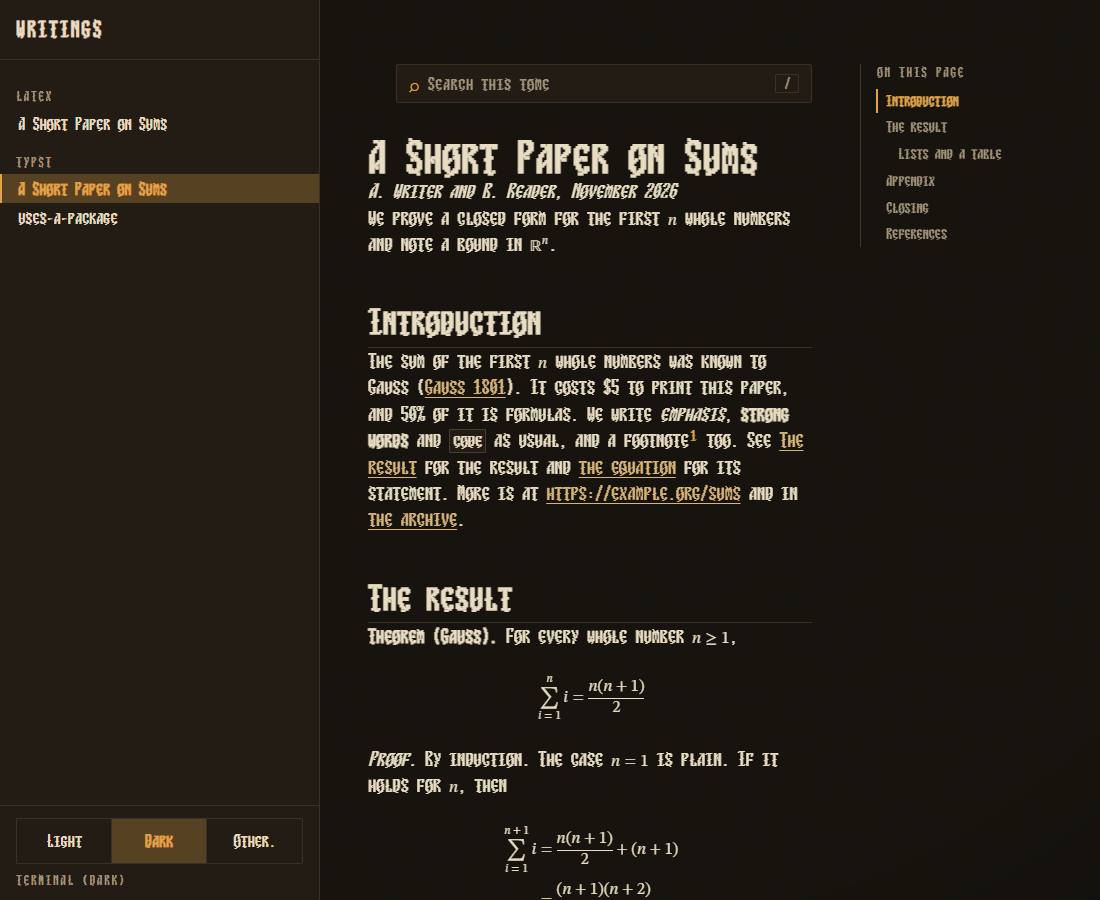 WRITINGS
LATEX
A Short Paper on Sums
TYPST
A Short Paper on Sums
uses-a-package
Light
Dark
Other.
TERMINAL (DARK)
⌕ Search this tome /
A Short Paper on Sums
A. Writer and B. Reader, November 2026
We prove a closed form for the first n whole numbers
and note a bound in ℝⁿ.
Introduction
The sum of the first n whole numbers was known to
Gauss (Gauss 1801). It costs $5 to print this paper,
and 50% of it is formulas. We write emphasis, strong
words and code as usual, and a footnote¹ too. See The
result for the result and the equation for its
statement. More is at https://example.org/sums and in
the archive.
The result
Theorem (Gauss). For every whole number n ≥ 1,
n
∑ i = n(n + 1)
2
i = 1
Proof. By induction. The case n = 1 is plain. If it
holds for n, then
n + 1
∑ i = n(n + 1)
2 + (n + 1)
i = 1
= (n + 1)(n + 2)
ON THIS PAGE
Introduction
The result
Lists and a table
Appendix
Closing
References